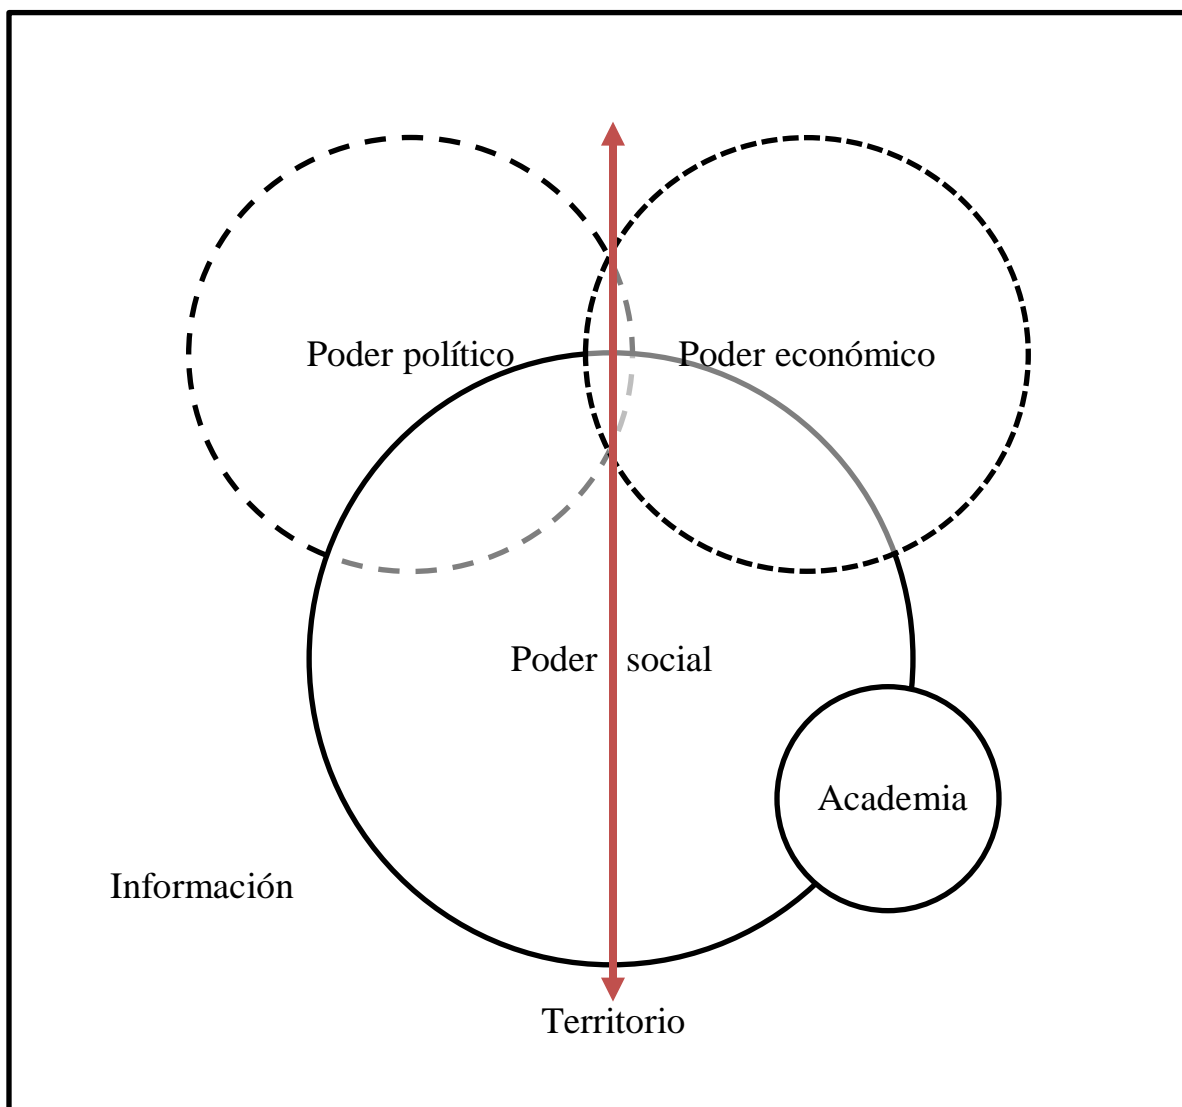 Poder político
Poder económico
Poder social
Academia
Información
Territorio